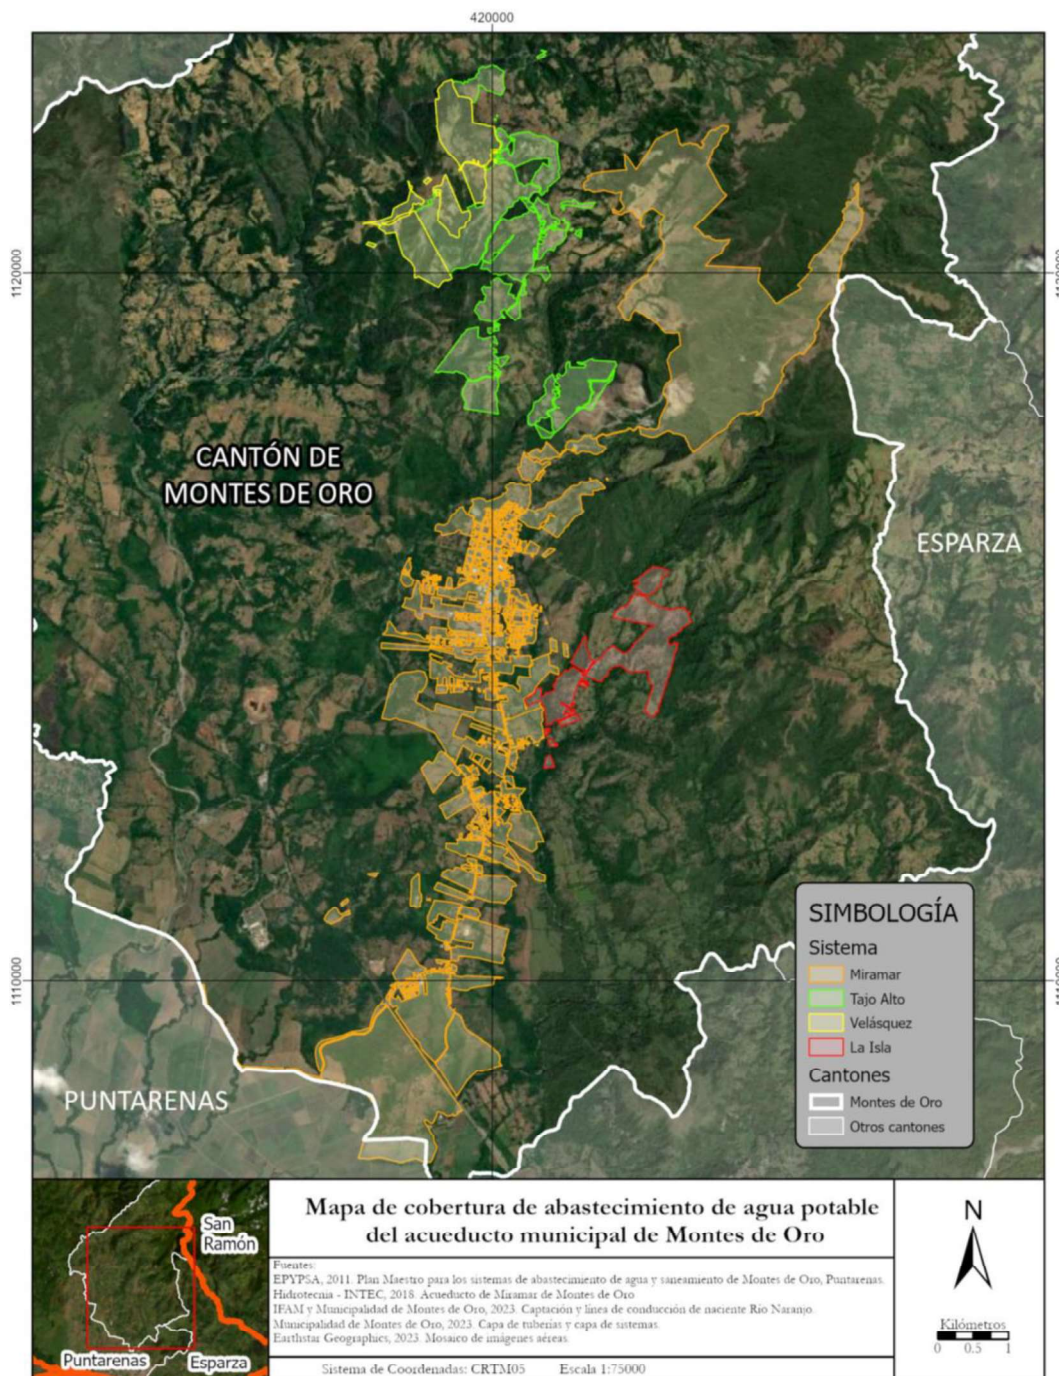 420000
1120000
1120000
CANTÓN DE
MONTES DE ORO
ESPARZA
SIMBOLOGÍA
Sistema
Miramar
Tajo Alto
Velásquez
La Isla
Cantones
Montes de Oro
Otros cantones
1110000
1110000
PUNTARENAS
San
Ramón
Puntarenas
Esparza
Mapa de cobertura de abastecimiento de agua potable
del acueducto municipal de Montes de Oro
Fuentes:
EPYPSA, 2011. Plan Maestro para los sistemas de abastecimiento de agua y saneamiento de Montes de Oro, Puntarenas.
Hidrotecnia - INTEC, 2018. Acueducto de Miramar de Montes de Oro
IFAM y Municipalidad de Montes de Oro, 2023. Captación y línea de conducción de naciente Río Naranjo.
Municipalidad de Montes de Oro, 2023. Capa de tuberías y capa de sistemas.
Earthstar Geographics, 2023. Mosaico de imágenes aéreas.
Sistema de Coordenadas: CRTM05 Escala 1:75000
N
Kilómetros
0 0.5 1